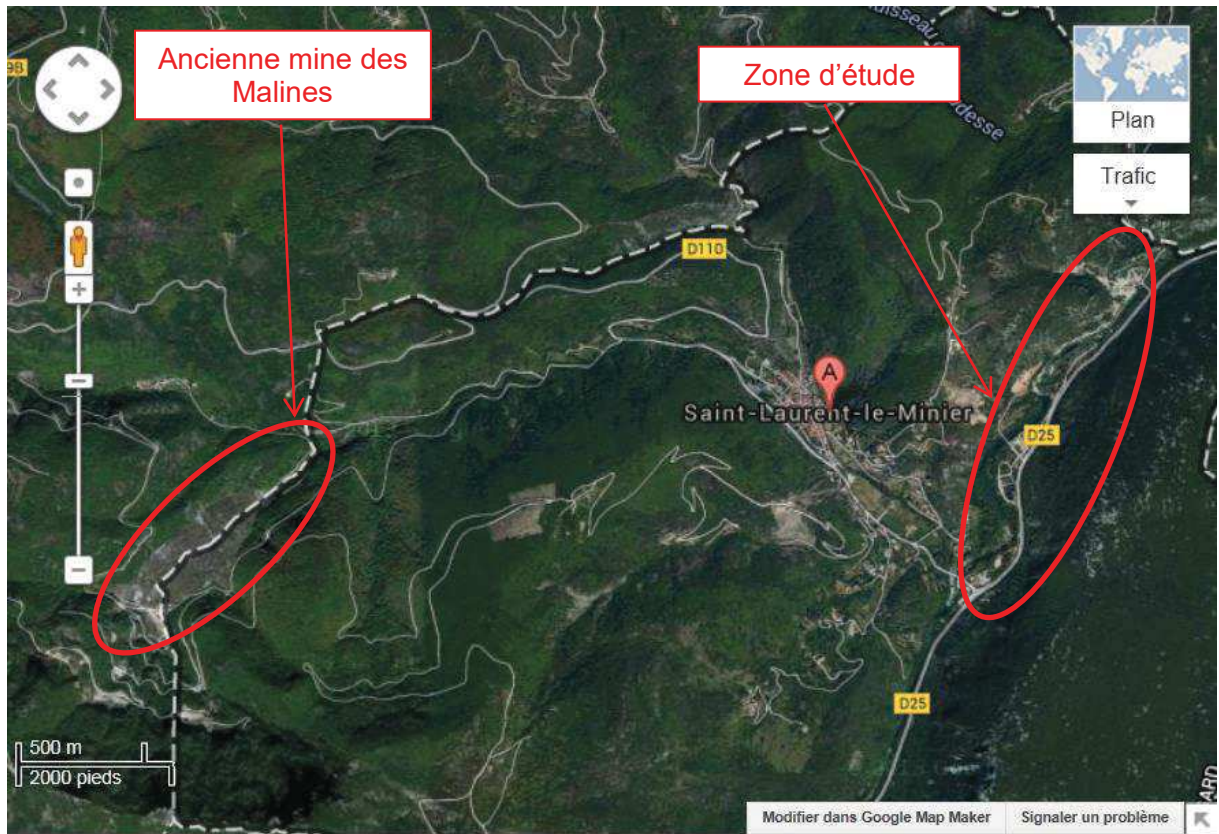 Ancienne mine des
Malines
Zone d'étude
Plan
Trafic
9B
D110
A
Saint-Laurent-le-Minier
D25
D25
500 m
2000 pieds
Modifier dans Google Map Maker
Signaler un problème